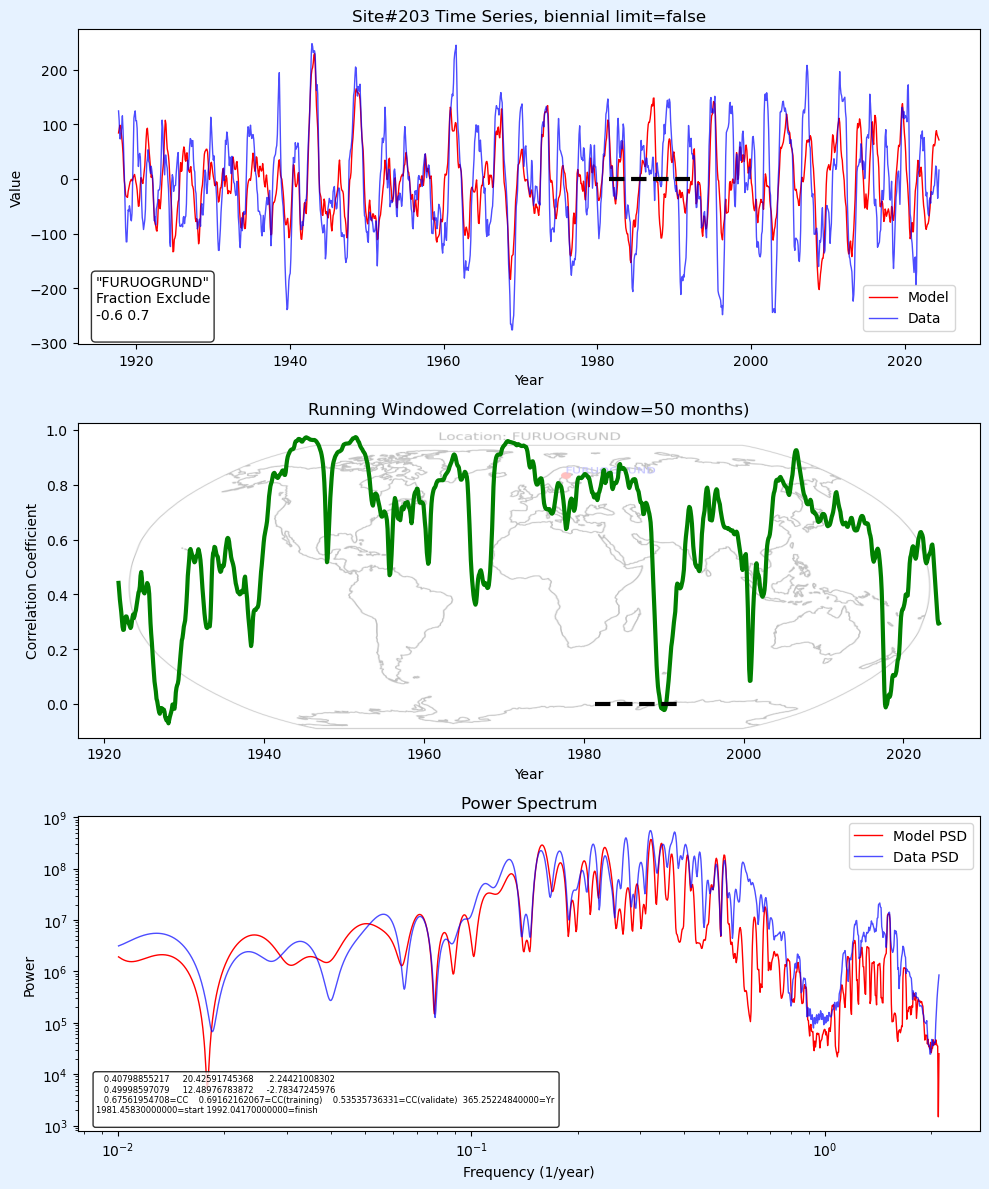 Site#203 Time Series, biennial limit=false
Value
200
100
0
−100
−200
−300
"FURUOGRUND"
Fraction Exclude
-0.6 0.7
Model
Data
1920 1940 1960 1980 2000 2020
Year
Running Windowed Correlation (window=50 months)
Correlation Coefficient
1.0
0.8
0.6
0.4
0.2
0.0
Location: FURUOGRUND
FURUOGRUND
1920 1940 1960 1980 2000 2020
Year
Power Spectrum
Power
10⁹
10⁸
10⁷
10⁶
10⁵
10⁴
10³
Model PSD
Data PSD
0.40798855217 20.42591745368 2.24421008302
0.49998597079 12.48976783872 -2.78347245976
0.67561954708=CC 0.69162162067=CC(training) 0.53535736331=CC(validate) 365.25224840000=Yr
1981.45830000000=start 1992.04170000000=finish
10⁻² 10⁻¹ 10⁰
Frequency (1/year)